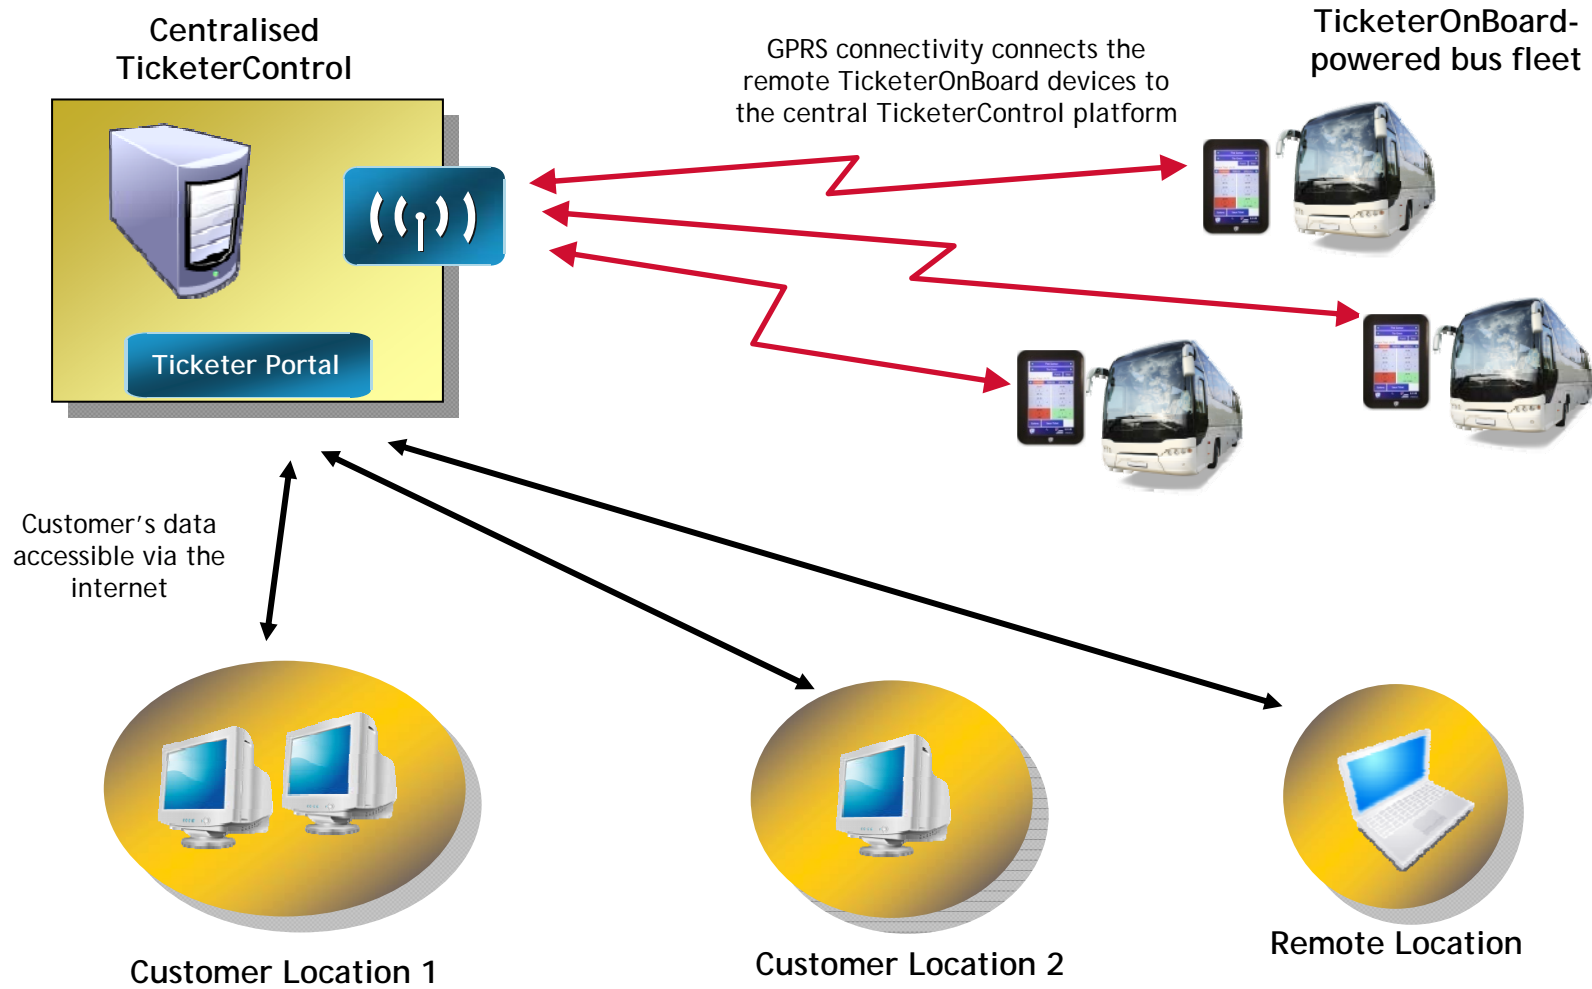 Centralised
TicketerControl
GPRS connectivity connects the
remote TicketerOnBoard devices to
the central TicketerControl platform
TicketerOnBoard-
powered bus fleet
Ticketer Portal
Customer’s data
accessible via the
internet
Customer Location 1
Customer Location 2
Remote Location